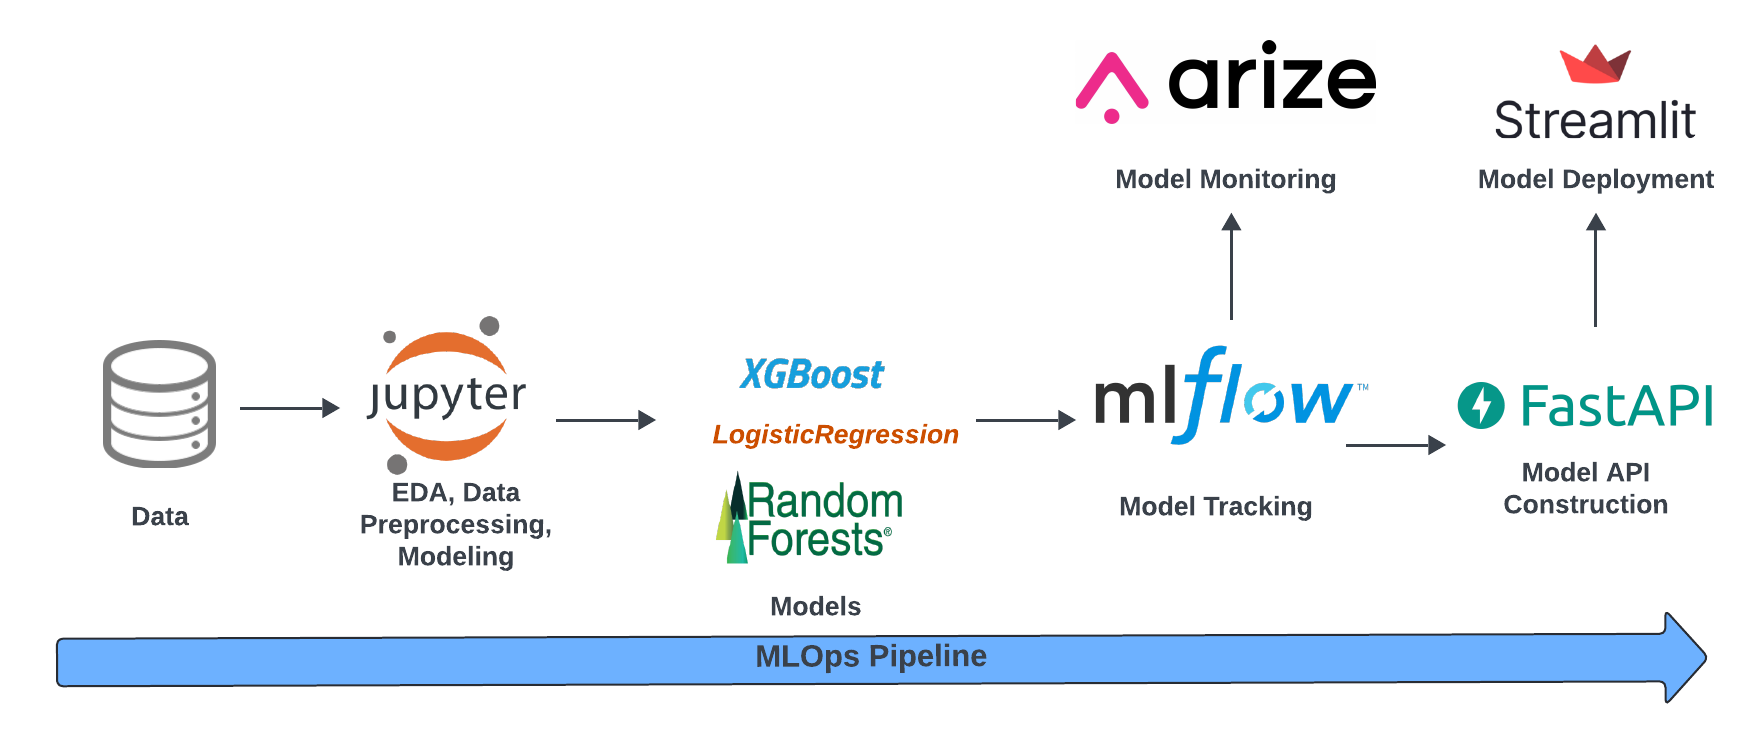 arize
Model Monitoring
Streamlit
Model Deployment
Data
jupyter
EDA, Data
Preprocessing,
Modeling
XGBoost
LogisticRegression
Random
Forests®
Models
mlflow™
Model Tracking
FastAPI
Model API
Construction
MLOps Pipeline